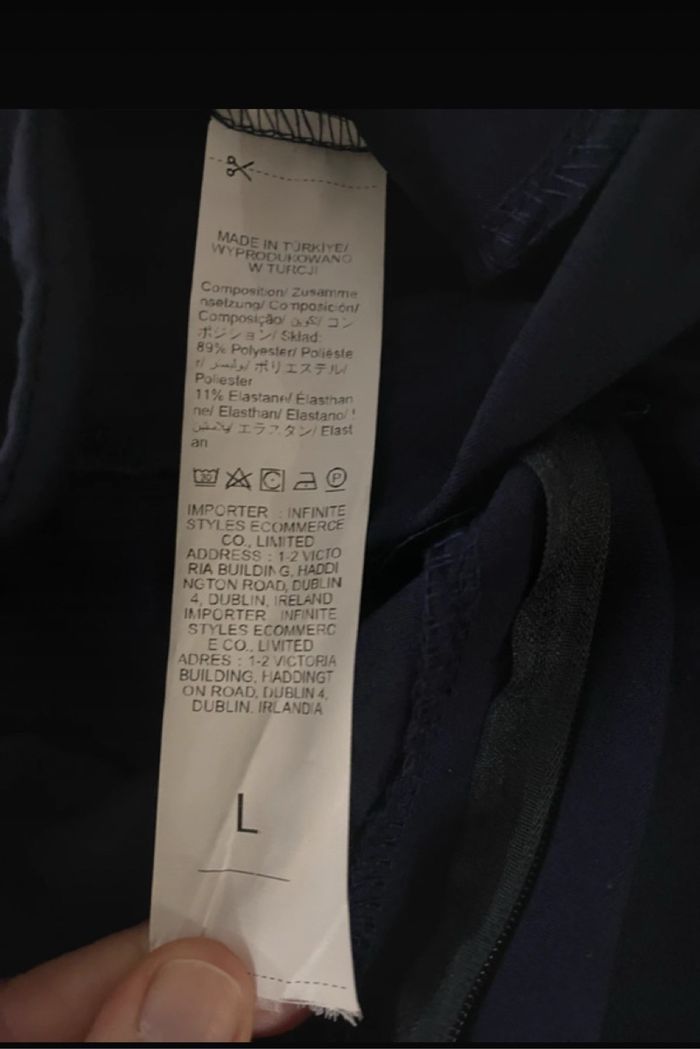 MADE IN TÜRKİYE/
WYPRODUKOWANO
W TURCJI
Composition/ Zusamme
nsetzung/ Composición/
Composição/ تكوين/ コン
ポジション/ Skład:
89% Polyester/ Polieste
r/ بوليستر/ ポリエステル/
Poliester
11% Elastane/ Élasthan
ne/ Elasthan/ Elastano/
エラスタン/ Elast
an
30
P
IMPORTER : INFINITE
STYLES ECOMMERCE
CO., LIMITED
ADDRESS : 1-2 VICTO
RIA BUILDING, HADDI
NGTON ROAD, DUBLIN
4, DUBLIN, IRELAND
IMPORTER INFINITE
STYLES ECOMMERC
E CO., LIMITED
ADRES : 1-2 VICTORIA
BUILDING, HADDINGT
ON ROAD, DUBLIN 4,
DUBLIN, IRLANDIA
L